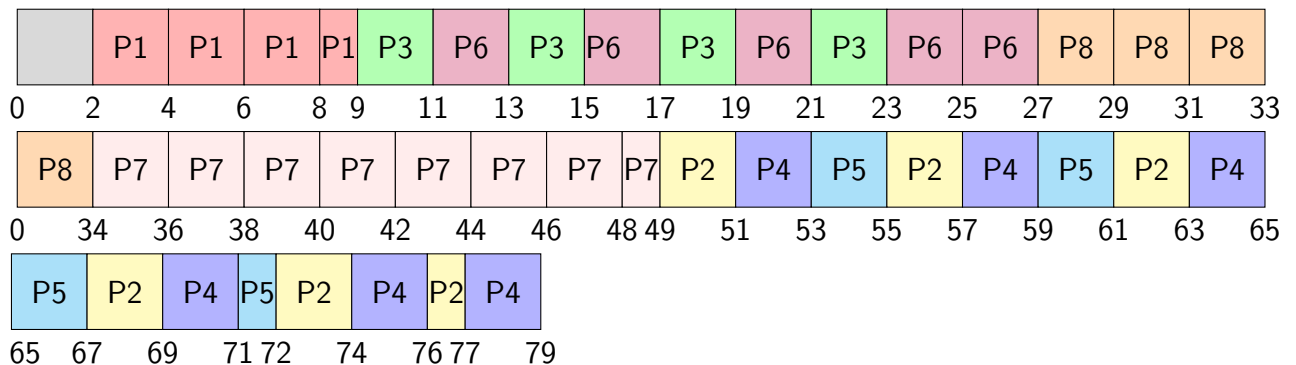 P1 P1 P1 P1 P3 P6 P3 P6 P3 P6 P3 P6 P6 P8 P8 P8
0 2 4 6 8 9 11 13 15 17 19 21 23 25 27 29 31 33
P8 P7 P7 P7 P7 P7 P7 P7 P7 P2 P4 P5 P2 P4 P5 P2 P4
0 34 36 38 40 42 44 46 48 49 51 53 55 57 59 61 63 65
P5 P2 P4 P5 P2 P4 P2 P4
65 67 69 71 72 74 76 77 79